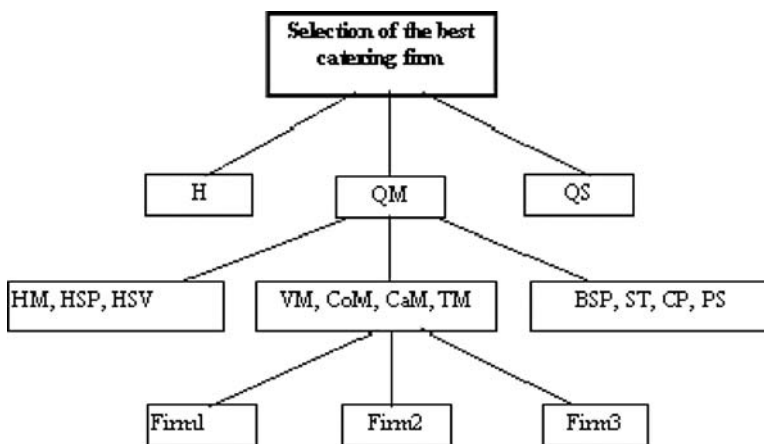 Selection of the best
catering firm
H
QM
QS
HM, HSP, HSV
VM, CoM, CaM, TM
BSP, ST, CP, PS
Firm1
Firm2
Firm3